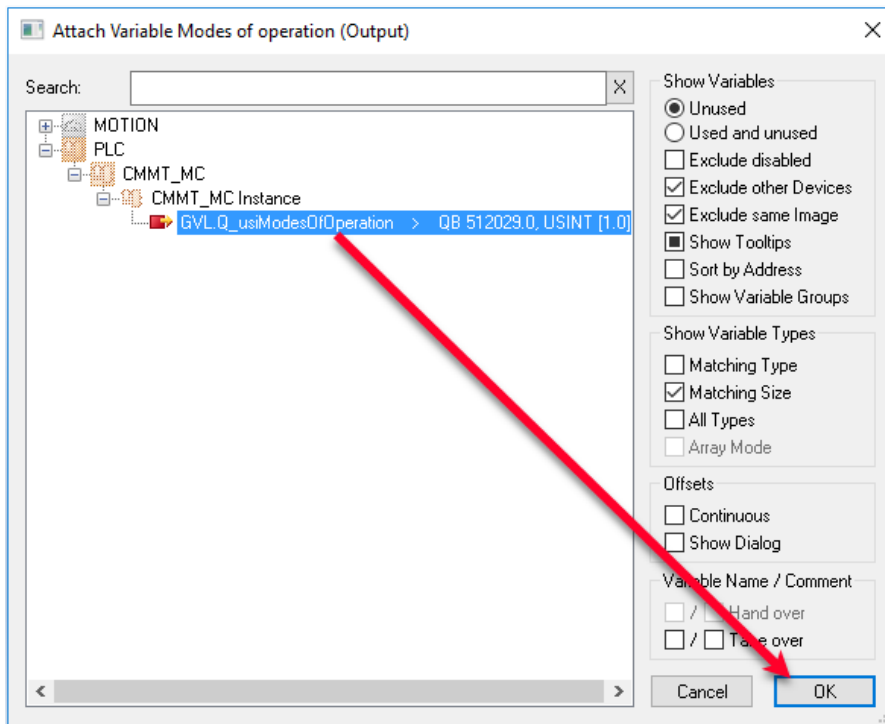 Attach Variable Modes of operation (Output)
Search:
X
MOTION
PLC
CMMT_MC
CMMT_MC Instance
GVL.Q_usiModesOfOperation > QB 512029.0, USINT [1.0]
Show Variables
Unused
Used and unused
Exclude disabled
Exclude other Devices
Exclude same Image
Show Tooltips
Sort by Address
Show Variable Groups
Show Variable Types
Matching Type
Matching Size
All Types
Array Mode
Offsets
Continuous
Show Dialog
Variable Name / Comment
/ Hand over
/ Take over
Cancel
OK